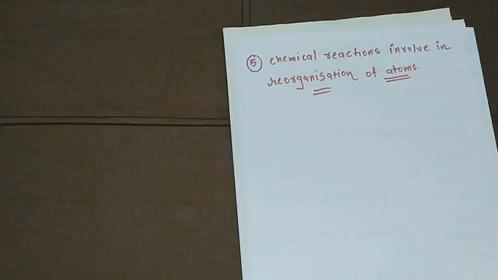 ⑤ chemical reactions involve in
reorganisation of atoms.